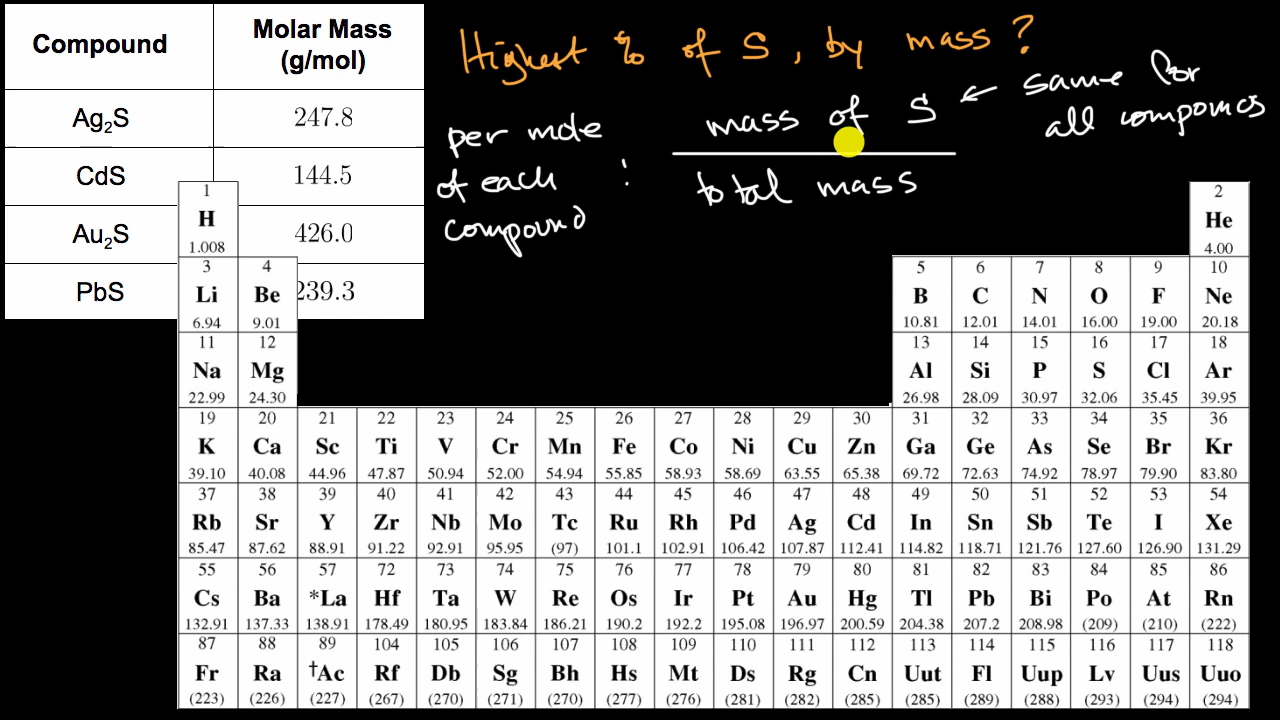 Compound Molar Mass (g/mol)
Ag₂S 247.8
CdS 144.5
Au₂S 426.0
PbS 239.3
Highest % of S, by mass?
per mole
of each :
compound
mass of S ← same for
all compounds
total mass
1 2
H He
1.008 4.00
3 4 5 6 7 8 9 10
Li Be B C N O F Ne
6.94 9.01 10.81 12.01 14.01 16.00 19.00 20.18
11 12 13 14 15 16 17 18
Na Mg Al Si P S Cl Ar
22.99 24.30 26.98 28.09 30.97 32.06 35.45 39.95
19 20 21 22 23 24 25 26 27 28 29 30 31 32 33 34 35 36
K Ca Sc Ti V Cr Mn Fe Co Ni Cu Zn Ga Ge As Se Br Kr
39.10 40.08 44.96 47.87 50.94 52.00 54.94 55.85 58.93 58.69 63.55 65.38 69.72 72.63 74.92 78.97 79.90 83.80
37 38 39 40 41 42 43 44 45 46 47 48 49 50 51 52 53 54
Rb Sr Y Zr Nb Mo Tc Ru Rh Pd Ag Cd In Sn Sb Te I Xe
85.47 87.62 88.91 91.22 92.91 95.95 (97) 101.1 102.91 106.42 107.87 112.41 114.82 118.71 121.76 127.60 126.90 131.29
55 56 57 72 73 74 75 76 77 78 79 80 81 82 83 84 85 86
Cs Ba *La Hf Ta W Re Os Ir Pt Au Hg Tl Pb Bi Po At Rn
132.91 137.33 138.91 178.49 180.95 183.84 186.21 190.2 192.2 195.08 196.97 200.59 204.38 207.2 208.98 (209) (210) (222)
87 88 89 104 105 106 107 108 109 110 111 112 113 114 115 116 117 118
Fr Ra †Ac Rf Db Sg Bh Hs Mt Ds Rg Cn Uut Fl Uup Lv Uus Uuo
(223) (226) (227) (267) (270) (271) (270) (277) (276) (281) (282) (285) (285) (289) (288) (293) (294) (294)